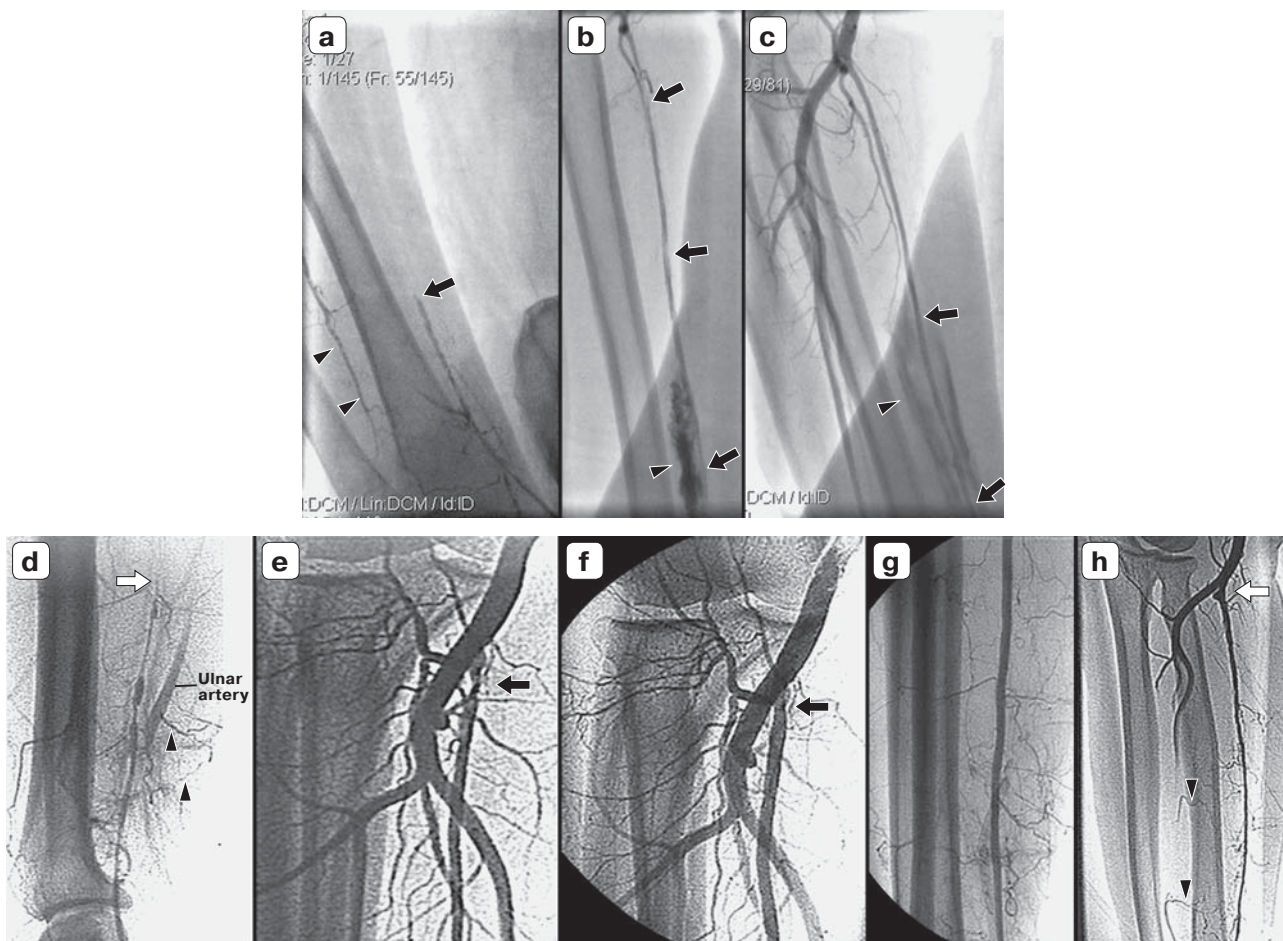 a
e: 1/27
n: 1/145 (Fr: 55/145)
:DCM / Lin:DCM / Id:ID
b
c
29/81)
DCM / Id:ID
d
Ulnar
artery
e
f
g
h